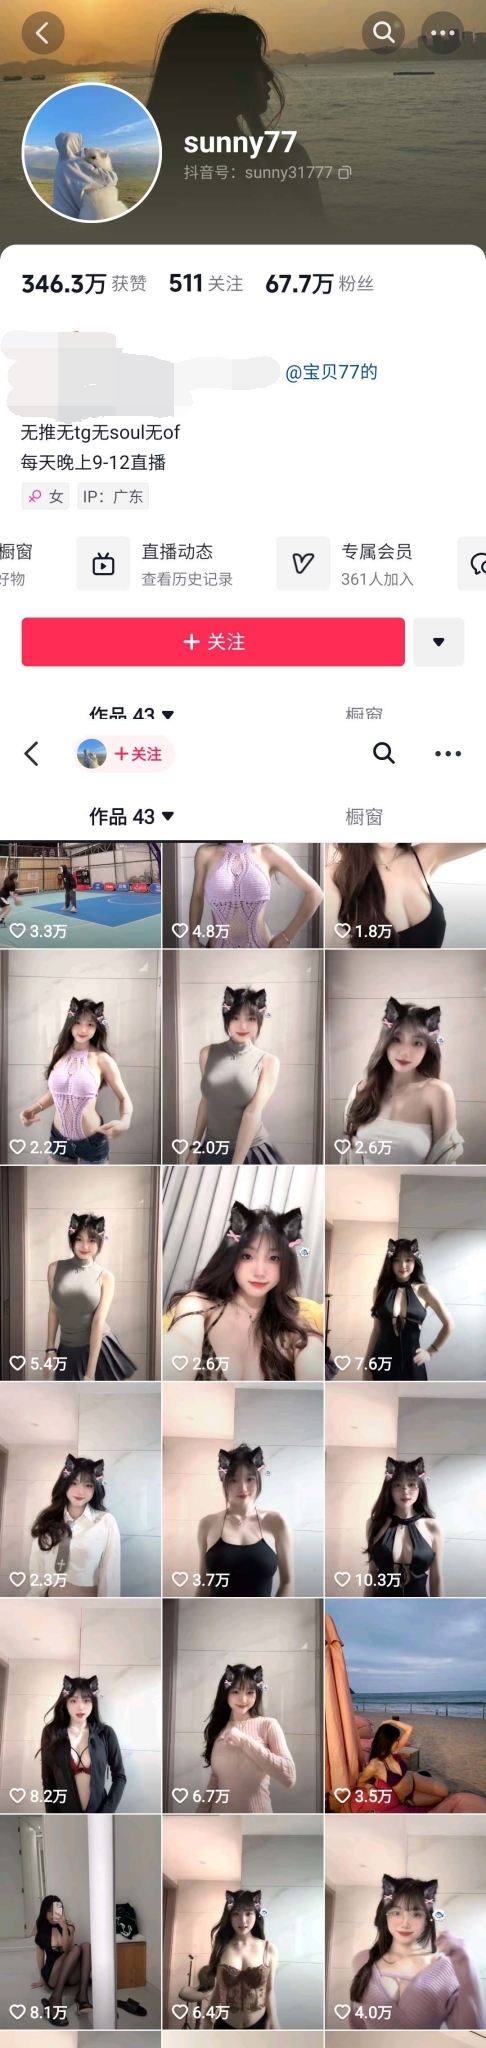 sunny77
抖音号：sunny31777
346.3万 获赞 511 关注 67.7万 粉丝
@宝贝77的
无推无tg无soul无of
每天晚上9-12直播
女 IP：广东
橱窗 直播动态 专属会员
好物 查看历史记录 361人加入
+ 关注
作品 43 橱窗
+关注
作品 43 橱窗
3.3万 4.8万 1.8万
2.2万 2.0万 2.6万
5.4万 2.6万 7.6万
2.3万 3.7万 10.3万
8.2万 6.7万 3.5万
8.1万 6.4万 4.0万